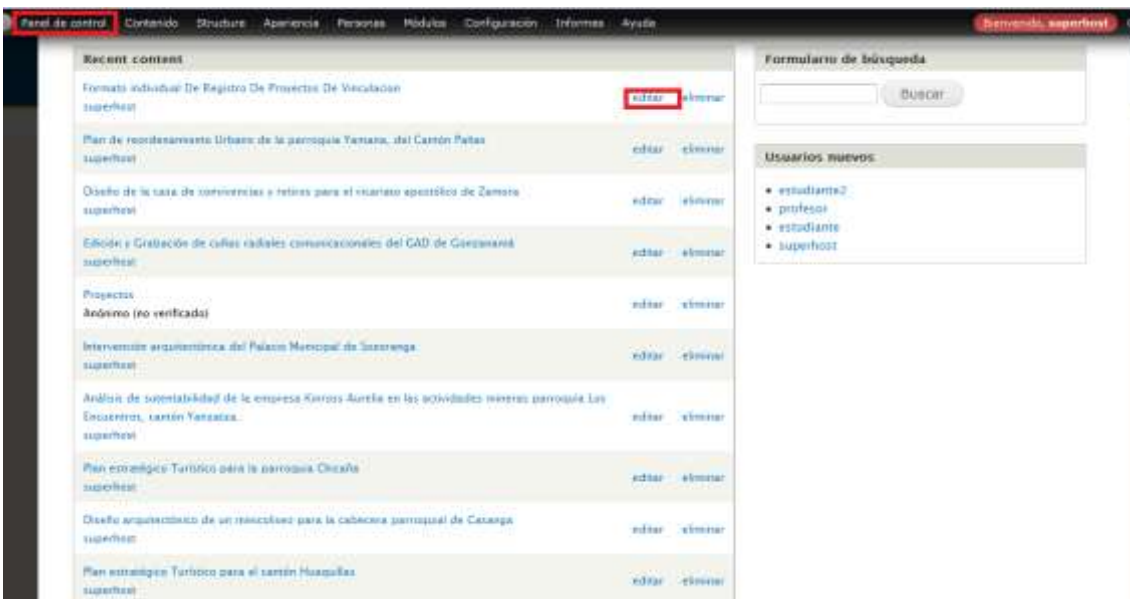 Panel de control Contenido Structure Apariencia Personas Módulos Configuración Informes Ayuda Bienvenido, superhost
Recent content
Formato individual De Registro De Proyectos De Vinculacion
superhost
editar eliminar
Plan de reordenamiento Urbano de la parroquia Yamana, del Cantón Paltas
superhost
editar eliminar
Diseño de la casa de convivencias y retiros para el vicariato apostólico de Zamora
superhost
editar eliminar
Edición y Grabación de cuñas radiales comunicacionales del GAD de Gonzanamá
superhost
editar eliminar
Proyectos
Anónimo (no verificado)
editar eliminar
Intervención arquitectónica del Palacio Municipal de Sozoranga
superhost
editar eliminar
Análisis de sustentabilidad de la empresa Kinross Aurelia en las actividades mineras parroquia Los
Encuentros, cantón Yanzatza.
superhost
editar eliminar
Plan estratégico Turístico para la parroquia Chicaña
superhost
editar eliminar
Diseño arquitectónico de un para la cabecera parroquial de Casanga
superhost
editar eliminar
Plan estratégico Turístico para el cantón Huaquillas
superhost
editar eliminar
Formulario de búsqueda
Buscar
Usuarios nuevos
estudiante2
profesor
estudiante
superhost